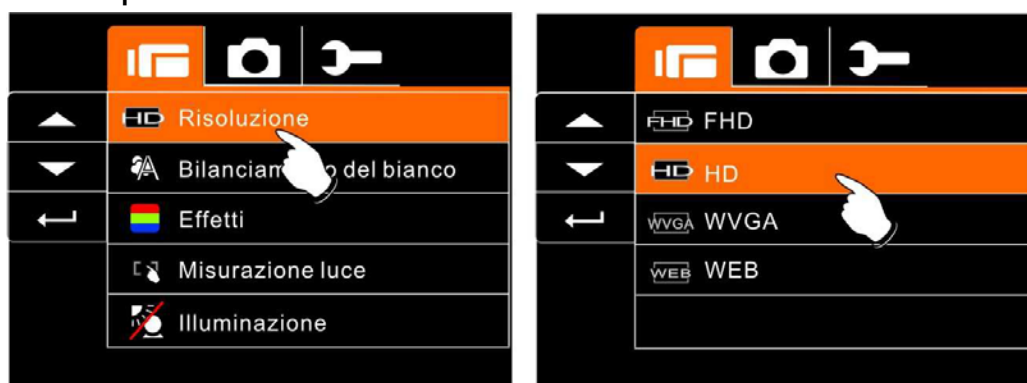 HD Risoluzione
A Bilanciam o del bianco
Effetti
Misurazione luce
Illuminazione
FHD FHD
HD HD
WVGA WVGA
WEB WEB